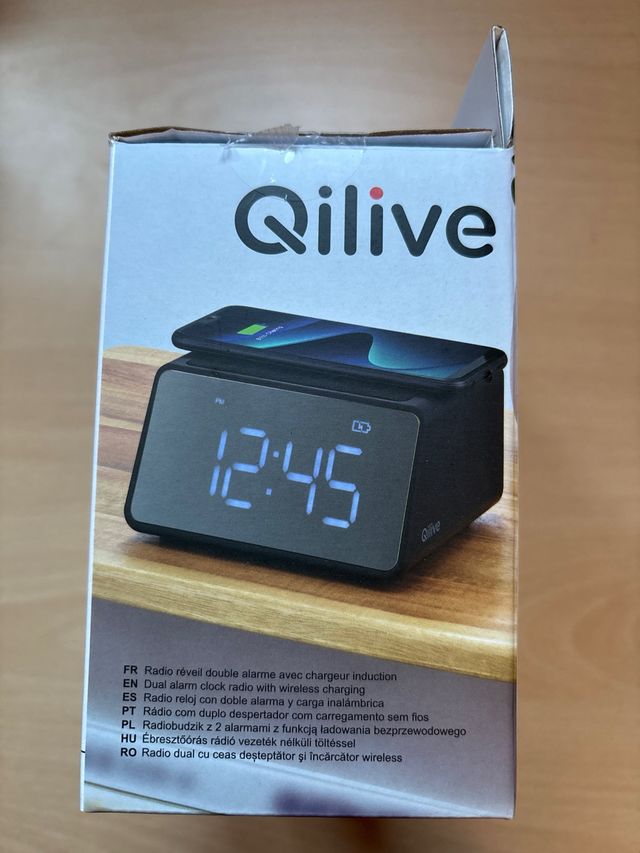 Qilive
PM
12:45
Qilive
FR Radio réveil double alarme avec chargeur induction
EN Dual alarm clock radio with wireless charging
ES Radio reloj con doble alarma y carga inalámbrica
PT Rádio com duplo despertador com carregamento sem fios
PL Radiobudzik z 2 alarmami z funkcją ładowania bezprzewodowego
HU Ébresztőórás rádió vezeték nélküli töltéssel
RO Radio dual cu ceas deșteptător și încărcător wireless